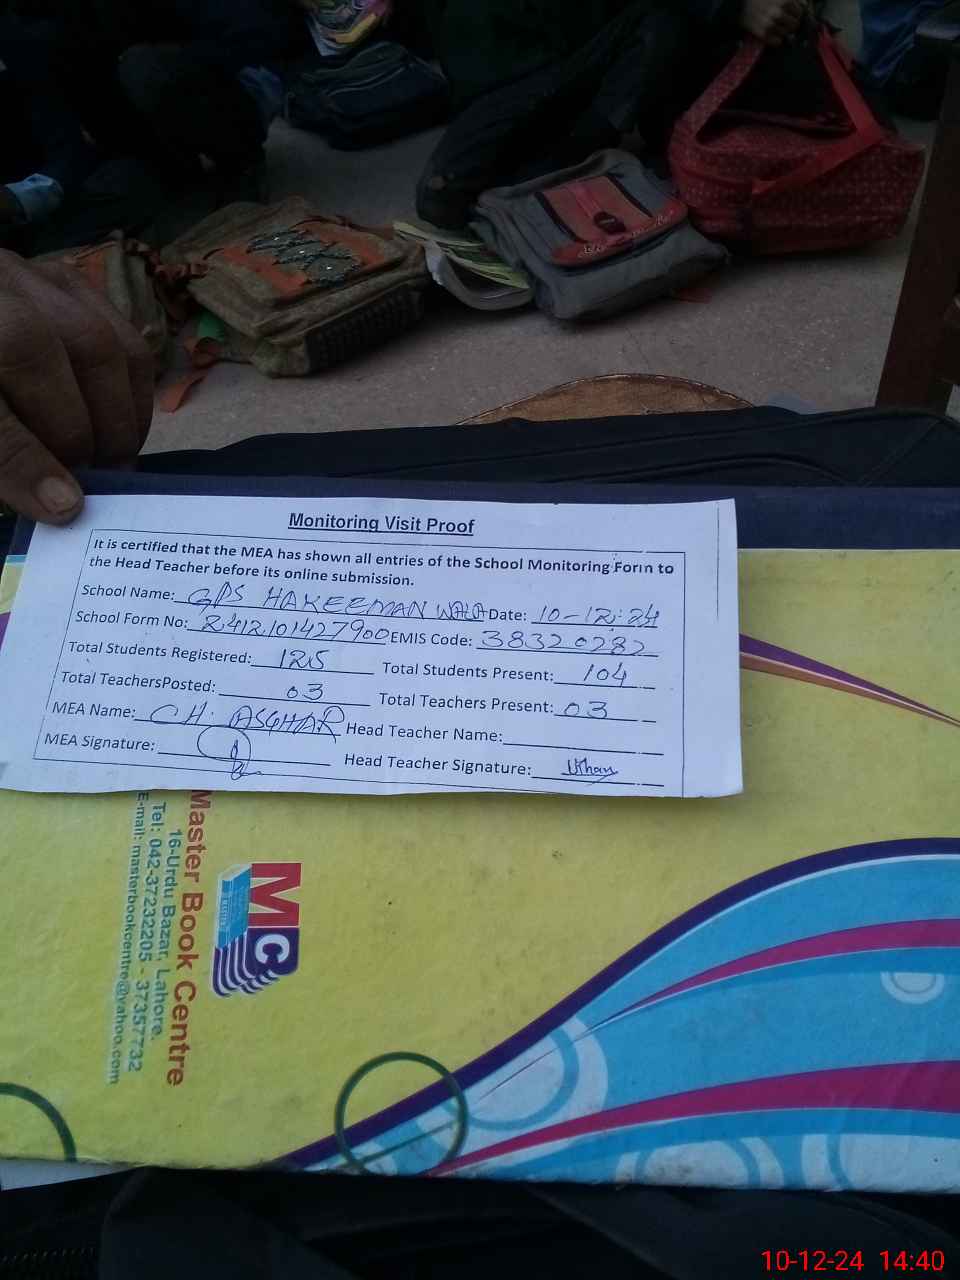 Monitoring Visit Proof
It is certified that the MEA has shown all entries of the School Monitoring Form to
the Head Teacher before its online submission.
School Name: GPS HAKEEMAN WALA Date: 10-12-24
School Form No: 2412101427900 EMIS Code: 38320282
Total Students Registered: 125 Total Students Present: 104
Total TeachersPosted: 03 Total Teachers Present: 03
MEA Name: CH: ASGHAR Head Teacher Name:
MEA Signature: Head Teacher Signature:
Master Book Centre
16-Urdu Bazar, Lahore.
Tel: 042-37232205 - 37357732
E-mail: masterbookcentre@yahoo.com
MC
10-12-24 14:40